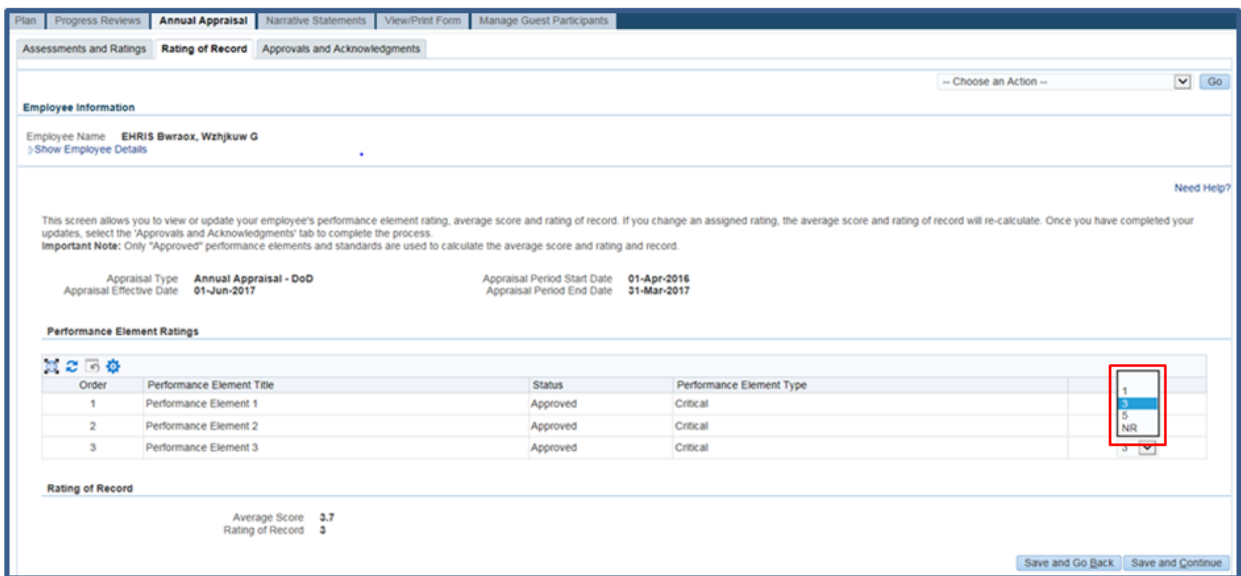 Plan Progress Reviews Annual Appraisal Narrative Statements View/Print Form Manage Guest Participants
Assessments and Ratings Rating of Record Approvals and Acknowledgments
-- Choose an Action -- Go
Employee Information
Employee Name EHRIS Bwraox, Wzhjkuw G
Show Employee Details
Need Help?
This screen allows you to view or update your employee's performance element rating, average score and rating of record. If you change an assigned rating, the average score and rating of record will re-calculate. Once you have completed your
updates, select the 'Approvals and Acknowledgments' tab to complete the process.
Important Note: Only "Approved" performance elements and standards are used to calculate the average score and rating and record.
Appraisal Type Annual Appraisal - DoD Appraisal Period Start Date 01-Apr-2016
Appraisal Effective Date 01-Jun-2017 Appraisal Period End Date 31-Mar-2017
Performance Element Ratings
Order Performance Element Title Status Performance Element Type
1 Performance Element 1 Approved Critical
2 Performance Element 2 Approved Critical
3 Performance Element 3 Approved Critical 3
1
3
5
NR
Rating of Record
Average Score 3.7
Rating of Record 3
Save and Go Back Save and Continue